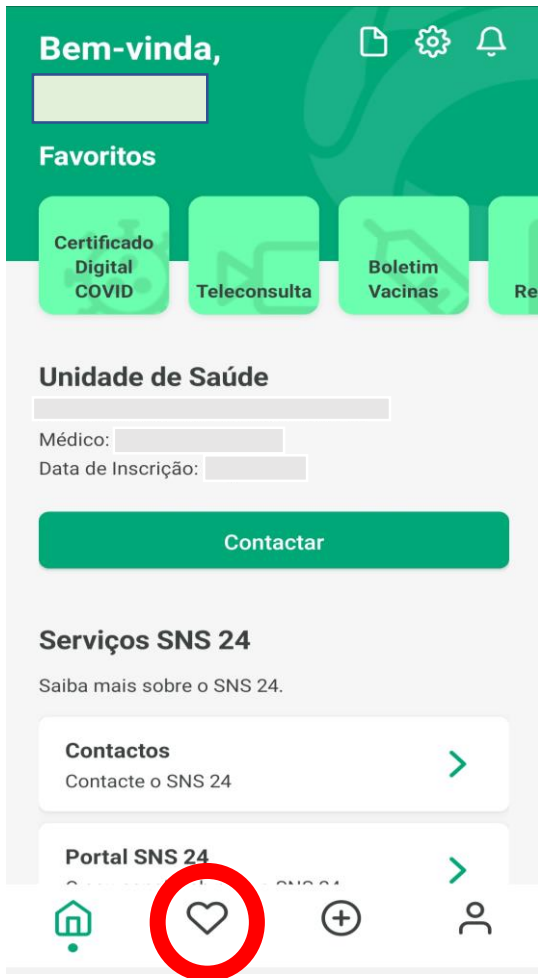 Bem-vinda,
Favoritos
Certificado
Digital
COVID
Teleconsulta
Boletim
Vacinas
Re
Unidade de Saúde
Médico:
Data de Inscrição:
Contactar
Serviços SNS 24
Saiba mais sobre o SNS 24.
Contactos
Contacte o SNS 24
Portal SNS 24